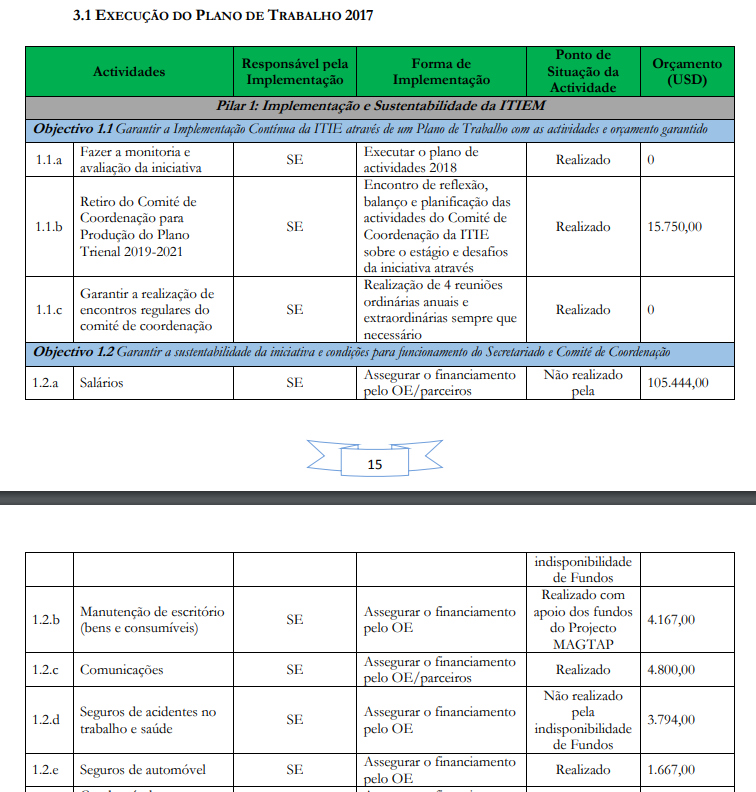 3.1 EXECUÇÃO DO PLANO DE TRABALHO 2017
Actividades
Responsável pela
Implementação
Forma de
Implementação
Ponto de
Situação da
Actividade
Orçamento
(USD)
Pilar 1: Implementação e Sustentabilidade da ITIEM
Objectivo 1.1 Garantir a Implementação Contínua da ITIE através de um Plano de Trabalho com as actividades e orçamento garantido
1.1.a
Fazer a monitoria e
avaliação da iniciativa
SE
Executar o plano de
actividades 2018
Realizado
0
1.1.b
Retiro do Comité de
Coordenação para
Produção do Plano
Trienal 2019-2021
SE
Encontro de reflexão,
balanço e planificação das
actividades do Comité de
Coordenação da ITIE
sobre o estágio e desafios
da iniciativa através
Realizado
15.750,00
1.1.c
Garantir a realização de
encontros regulares do
comité de coordenação
SE
Realização de 4 reuniões
ordinárias anuais e
extraordinárias sempre que
necessário
Realizado
0
Objectivo 1.2 Garantir a sustentabilidade da iniciativa e condições para funcionamento do Secretariado e Comité de Coordenação
1.2.a
Salários
SE
Assegurar o financiamento
pelo OE/parceiros
Não realizado
pela
105.444,00
15
indisponibilidade
de Fundos
1.2.b
Manutenção de escritório
(bens e consumíveis)
SE
Assegurar o financiamento
pelo OE
Realizado com
apoio dos fundos
do Projecto
MAGTAP
4.167,00
1.2.c
Comunicações
SE
Assegurar o financiamento
pelo OE/parceiros
Realizado
4.800,00
1.2.d
Seguros de acidentes no
trabalho e saúde
SE
Assegurar o financiamento
pelo OE
Não realizado
pela
indisponibilidade
de Fundos
3.794,00
1.2.e
Seguros de automóvel
SE
Assegurar o financiamento
pelo OE
Realizado
1.667,00